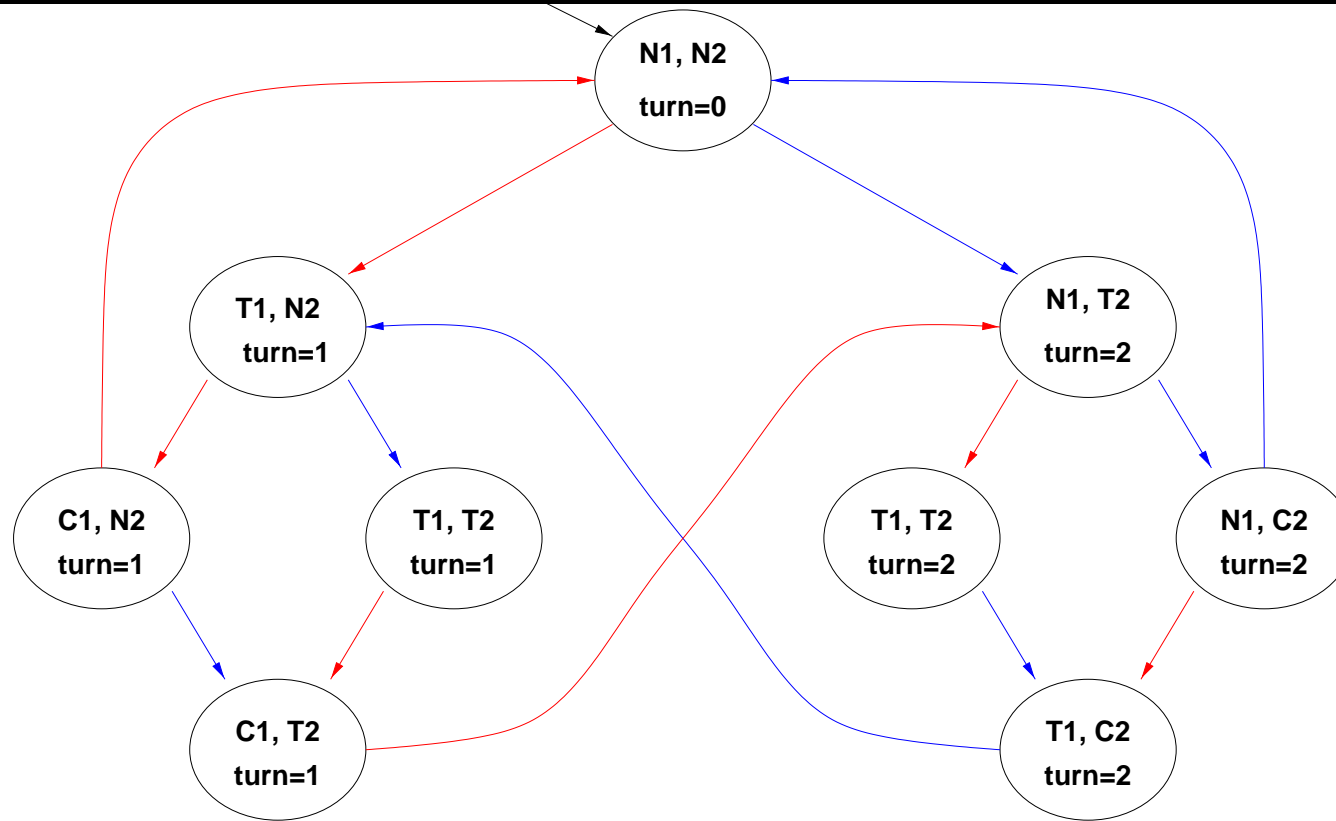 N1, N2
turn=0
T1, N2
turn=1
N1, T2
turn=2
C1, N2
turn=1
T1, T2
turn=1
T1, T2
turn=2
N1, C2
turn=2
C1, T2
turn=1
T1, C2
turn=2